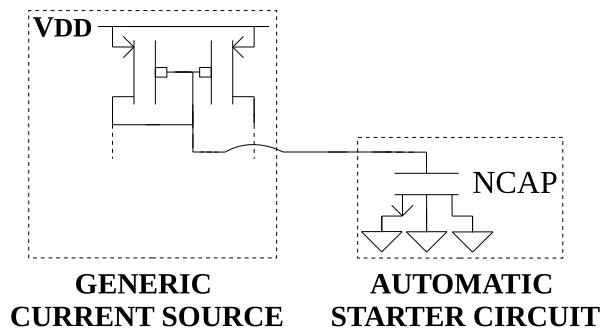 VDD
NCAP
GENERIC
CURRENT SOURCE
AUTOMATIC
STARTER CIRCUIT